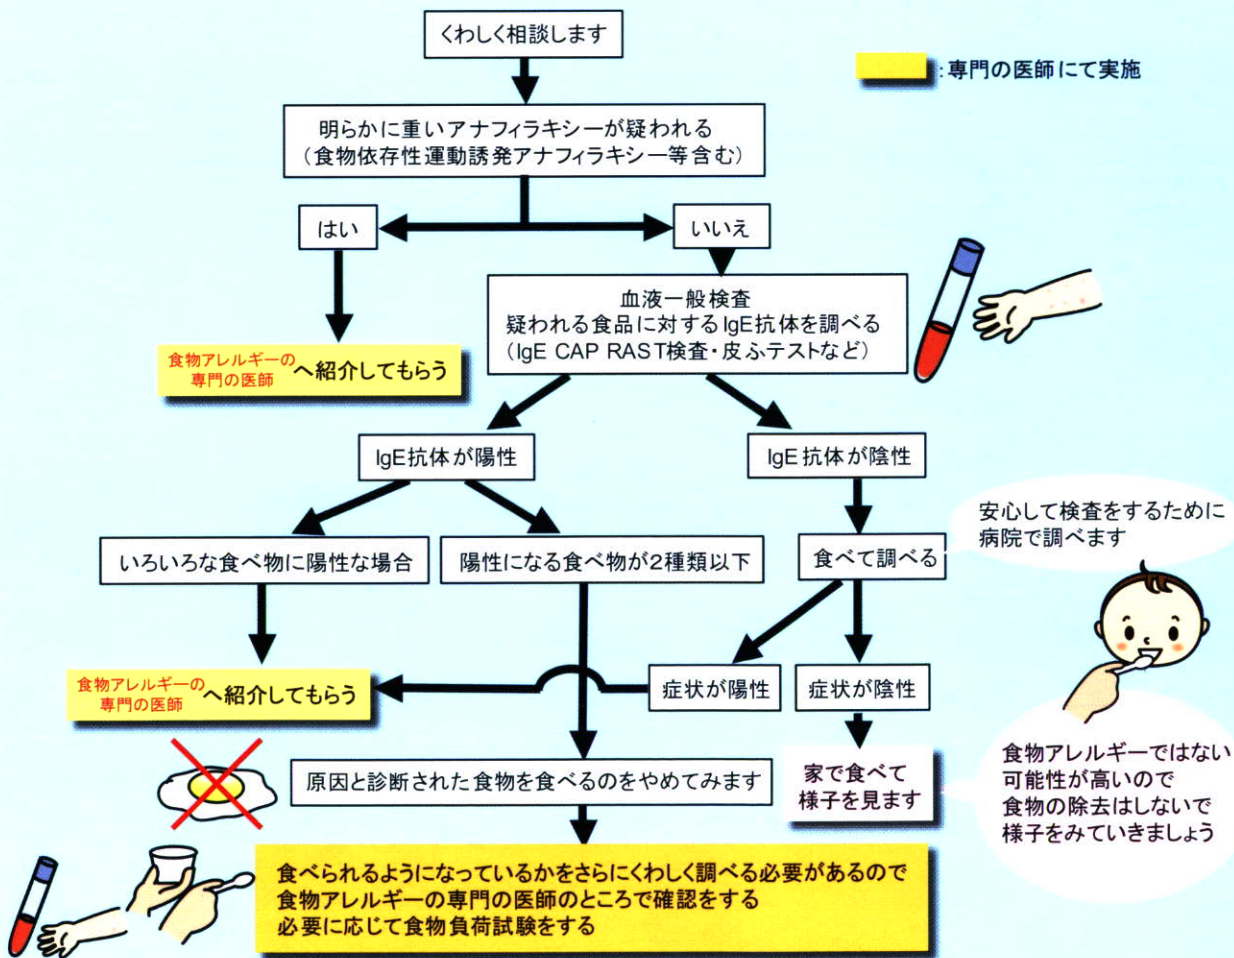 くわしく相談します
:専門の医師にて実施
明らかに重いアナフィラキシーが疑われる
(食物依存性運動誘発アナフィラキシー等含む)
はい
いいえ
血液一般検査
疑われる食品に対するIgE抗体を調べる
(IgE CAP RAST検査・皮ふテストなど)
食物アレルギーの
専門の医師へ紹介してもらう
IgE抗体が陽性
IgE抗体が陰性
安心して検査をするために
病院で調べます
いろいろな食べ物に陽性な場合
陽性になる食べ物が2種類以下
食べて調べる
食物アレルギーの
専門の医師へ紹介してもらう
症状が陽性
症状が陰性
原因と診断された食物を食べるのをやめてみます
家で食べて
様子を見ます
食物アレルギーではない
可能性が高いので
食物の除去はしないで
様子をみていきましょう
食べられるようになっているかをさらにくわしく調べる必要があるので
食物アレルギーの専門の医師のところで確認をする
必要に応じて食物負荷試験をする